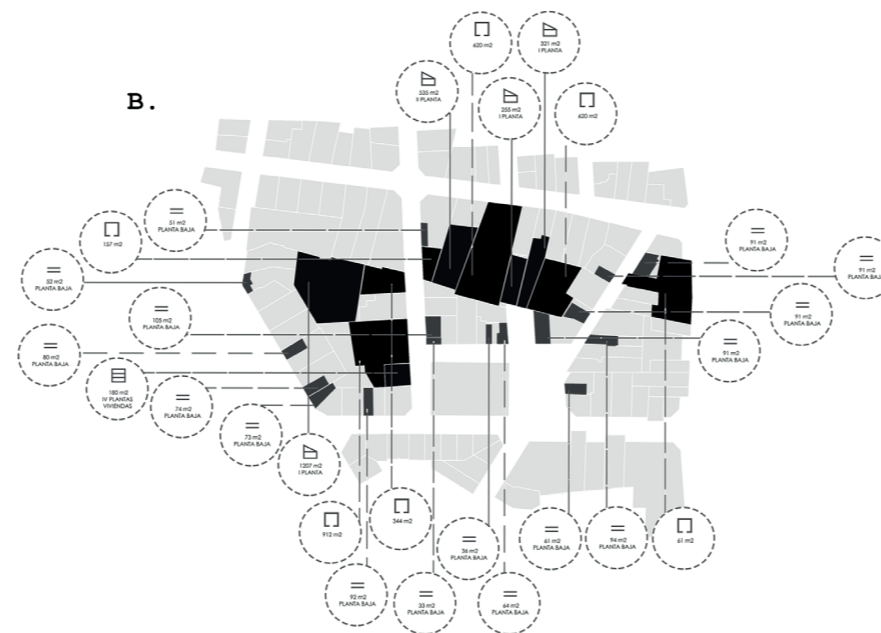 620 m2
321 m2
I PLANTA
535 m2
II PLANTA
255 m2
I PLANTA
620 m2
B.
51 m2
PLANTA BAJA
157 m2
52 m2
PLANTA BAJA
105 m2
PLANTA BAJA
80 m2
PLANTA BAJA
180 m2
IV PLANTAS
VIVIENDAS
74 m2
PLANTA BAJA
73 m2
PLANTA BAJA
1207 m2
I PLANTA
912 m2
344 m2
92 m2
PLANTA BAJA
33 m2
PLANTA BAJA
36 m2
PLANTA BAJA
64 m2
PLANTA BAJA
61 m2
PLANTA BAJA
94 m2
PLANTA BAJA
61 m2
91 m2
PLANTA BAJA
91 m2
PLANTA BAJA
91 m2
PLANTA BAJA
91 m2
PLANTA BAJA